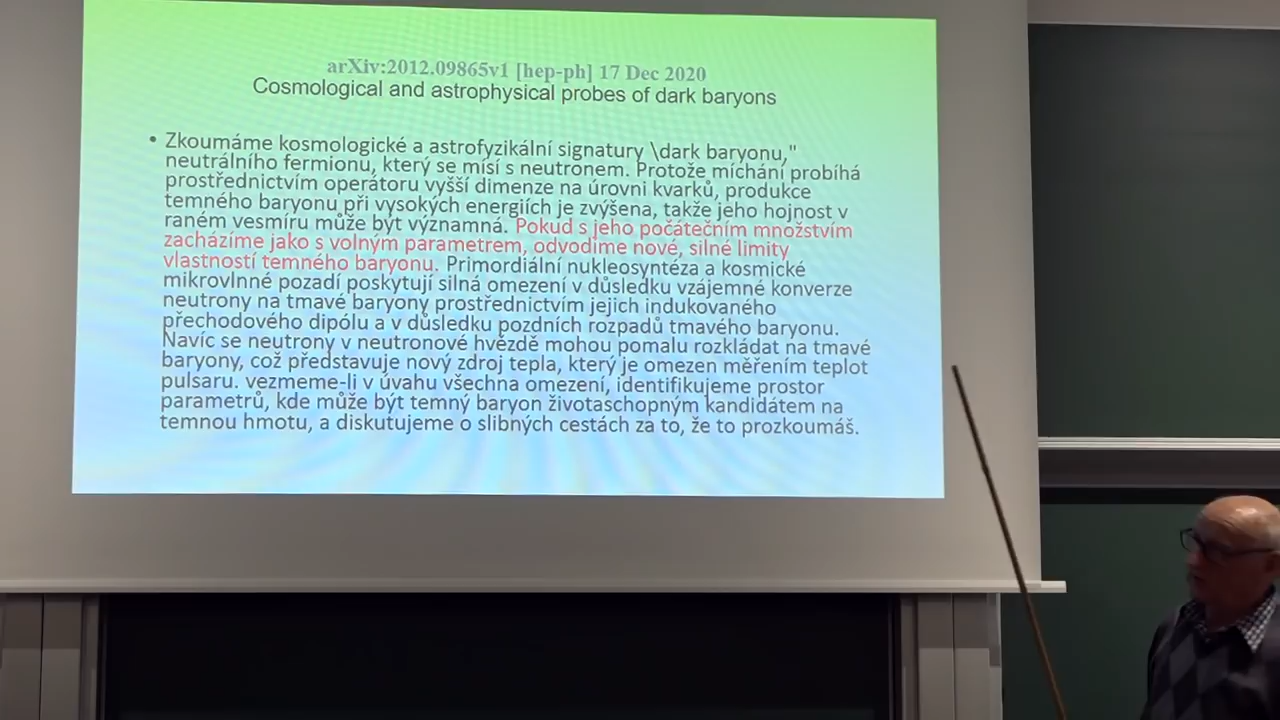 arXiv:2012.09865v1 [hep-ph] 17 Dec 2020
Cosmological and astrophysical probes of dark baryons
• Zkoumáme kosmologické a astrofyzikální signatury \dark baryonu,"
neutrálního fermionu, který se mísí s neutronem. Protože míchání probíhá
prostřednictvím operátoru vyšší dimenze na úrovni kvarků, produkce
temného baryonu při vysokých energiích je zvýšena, takže jeho hojnost v
raném vesmíru může být významná. Pokud s jeho počátečním množstvím
zacházíme jako s volným parametrem, odvodíme nové, silné limity
vlastností temného baryonu. Primordiální nukleosyntéza a kosmické
mikrovlnné pozadí poskytují silná omezení v důsledku vzájemné konverze
neutrony na tmavé baryony prostřednictvím jejich indukovaného
přechodového dipólu a v důsledku pozdních rozpadů tmavého baryonu.
Navíc se neutrony v neutronové hvězdě mohou pomalu rozkládat na tmavé
baryony, což představuje nový zdroj tepla, který je omezen měřením teplot
pulsaru. vezmeme-li v úvahu všechna omezení, identifikujeme prostor
parametrů, kde může být temný baryon životaschopným kandidátem na
temnou hmotu, a diskutujeme o slibných cestách za to, že to prozkoumáš.